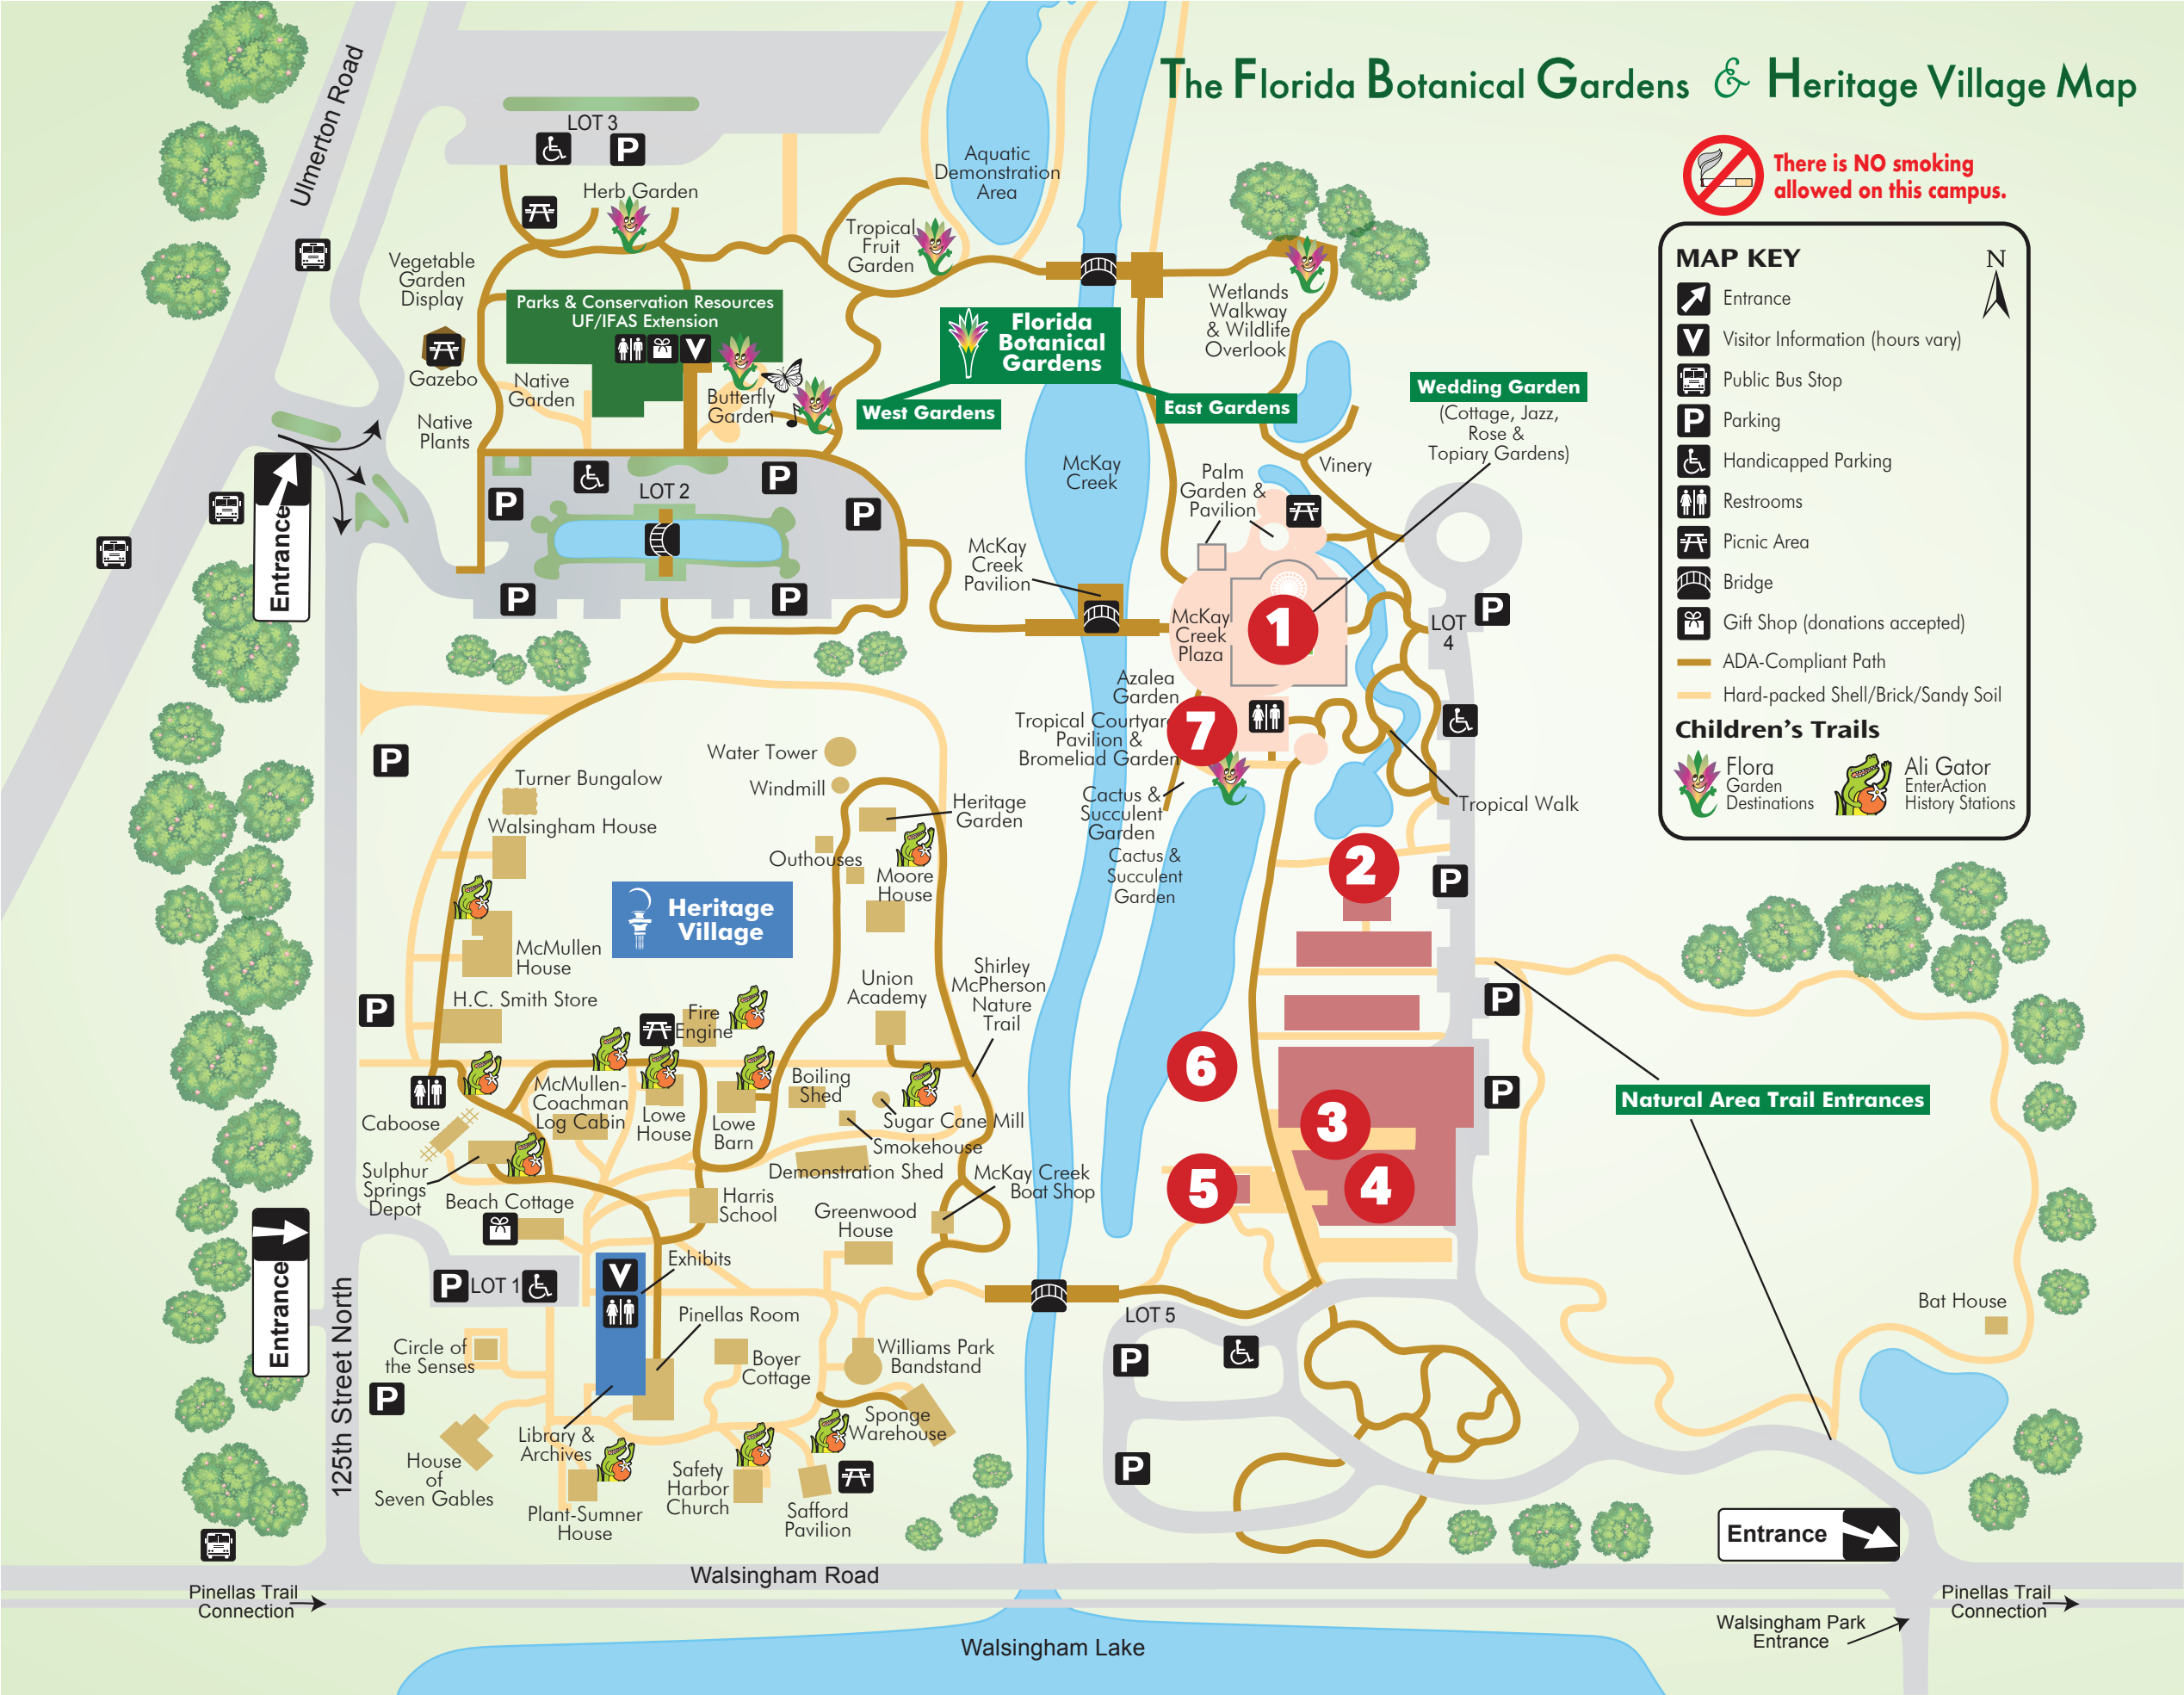 The Florida Botanical Gardens & Heritage Village Map
There is NO smoking
allowed on this campus.
MAP KEY
N
Entrance
V
Visitor Information (hours vary)
Public Bus Stop
P
Parking
Handicapped Parking
Restrooms
Picnic Area
Bridge
Gift Shop (donations accepted)
ADA-Compliant Path
Hard-packed Shell/Brick/Sandy Soil
Children's Trails
Flora
Garden
Destinations
Ali Gator
EnterAction
History Stations
Ulmerton Road
LOT 3
P
Herb Garden
Aquatic
Demonstration
Area
Tropical
Fruit
Garden
Vegetable
Garden
Display
Parks & Conservation Resources
UF/IFAS Extension
V
Gazebo
Native
Garden
Butterfly
Garden
Native
Plants
Florida
Botanical
Gardens
West Gardens
East Gardens
Wetlands
Walkway
& Wildlife
Overlook
Wedding Garden
(Cottage, Jazz,
Rose &
Topiary Gardens)
Entrance
LOT 2
P
P
P
P
P
McKay
Creek
Palm
Garden &
Pavilion
Vinery
McKay
Creek
Pavilion
McKay
Creek
Plaza
1
LOT
4
P
Azalea
Garden
Tropical Courtyard
Pavilion &
Bromeliad Garden
7
Cactus &
Succulent
Garden
Cactus &
Succulent
Garden
Tropical Walk
2
P
P
P
Natural Area Trail Entrances
6
3
4
5
P
Water Tower
Windmill
Turner Bungalow
Walsingham House
Heritage
Garden
Outhouses
Moore
House
Heritage
Village
McMullen
House
H.C. Smith Store
P
Fire
Engine
Union
Academy
Shirley
McPherson
Nature
Trail
McMullen-
Coachman
Log Cabin
Lowe
House
Lowe
Barn
Boiling
Shed
Sugar Cane Mill
Smokehouse
Demonstration Shed
Caboose
Sulphur
Springs
Depot
Beach Cottage
Harris
School
Greenwood
House
McKay Creek
Boat Shop
Entrance
P
LOT 1
V
Exhibits
Pinellas Room
Circle of
the Senses
P
Boyer
Cottage
Williams Park
Bandstand
Sponge
Warehouse
Library &
Archives
House
of
Seven Gables
Plant-Sumner
House
Safety
Harbor
Church
Safford
Pavilion
125th Street North
LOT 5
P
P
Bat House
Entrance
Walsingham Road
Pinellas Trail
Connection
Pinellas Trail
Connection
Walsingham Park
Entrance
Walsingham Lake